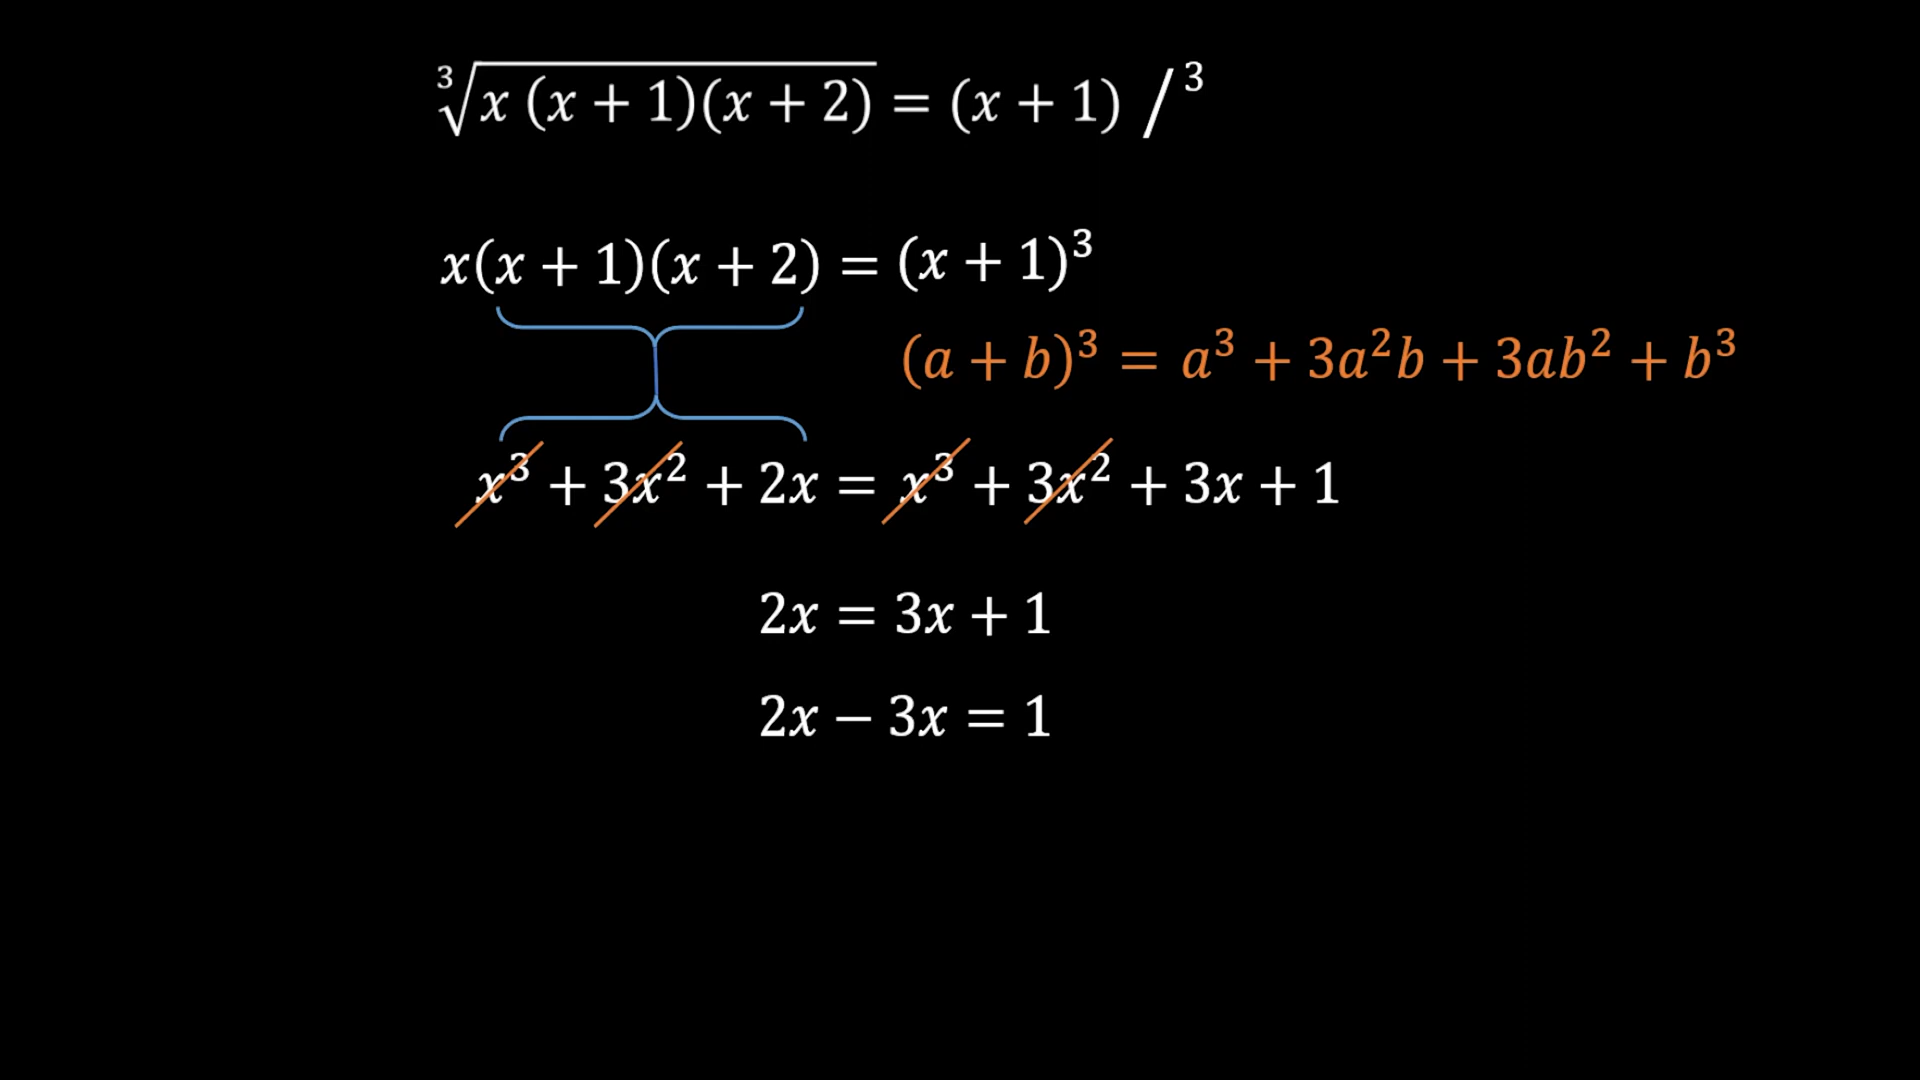 ∛x (x + 1)(x + 2) = (x + 1) / ³
x(x + 1)(x + 2) = (x + 1)³
(a + b)³ = a³ + 3a²b + 3ab² + b³
x³ + 3x² + 2x = x³ + 3x² + 3x + 1
2x = 3x + 1
2x − 3x = 1